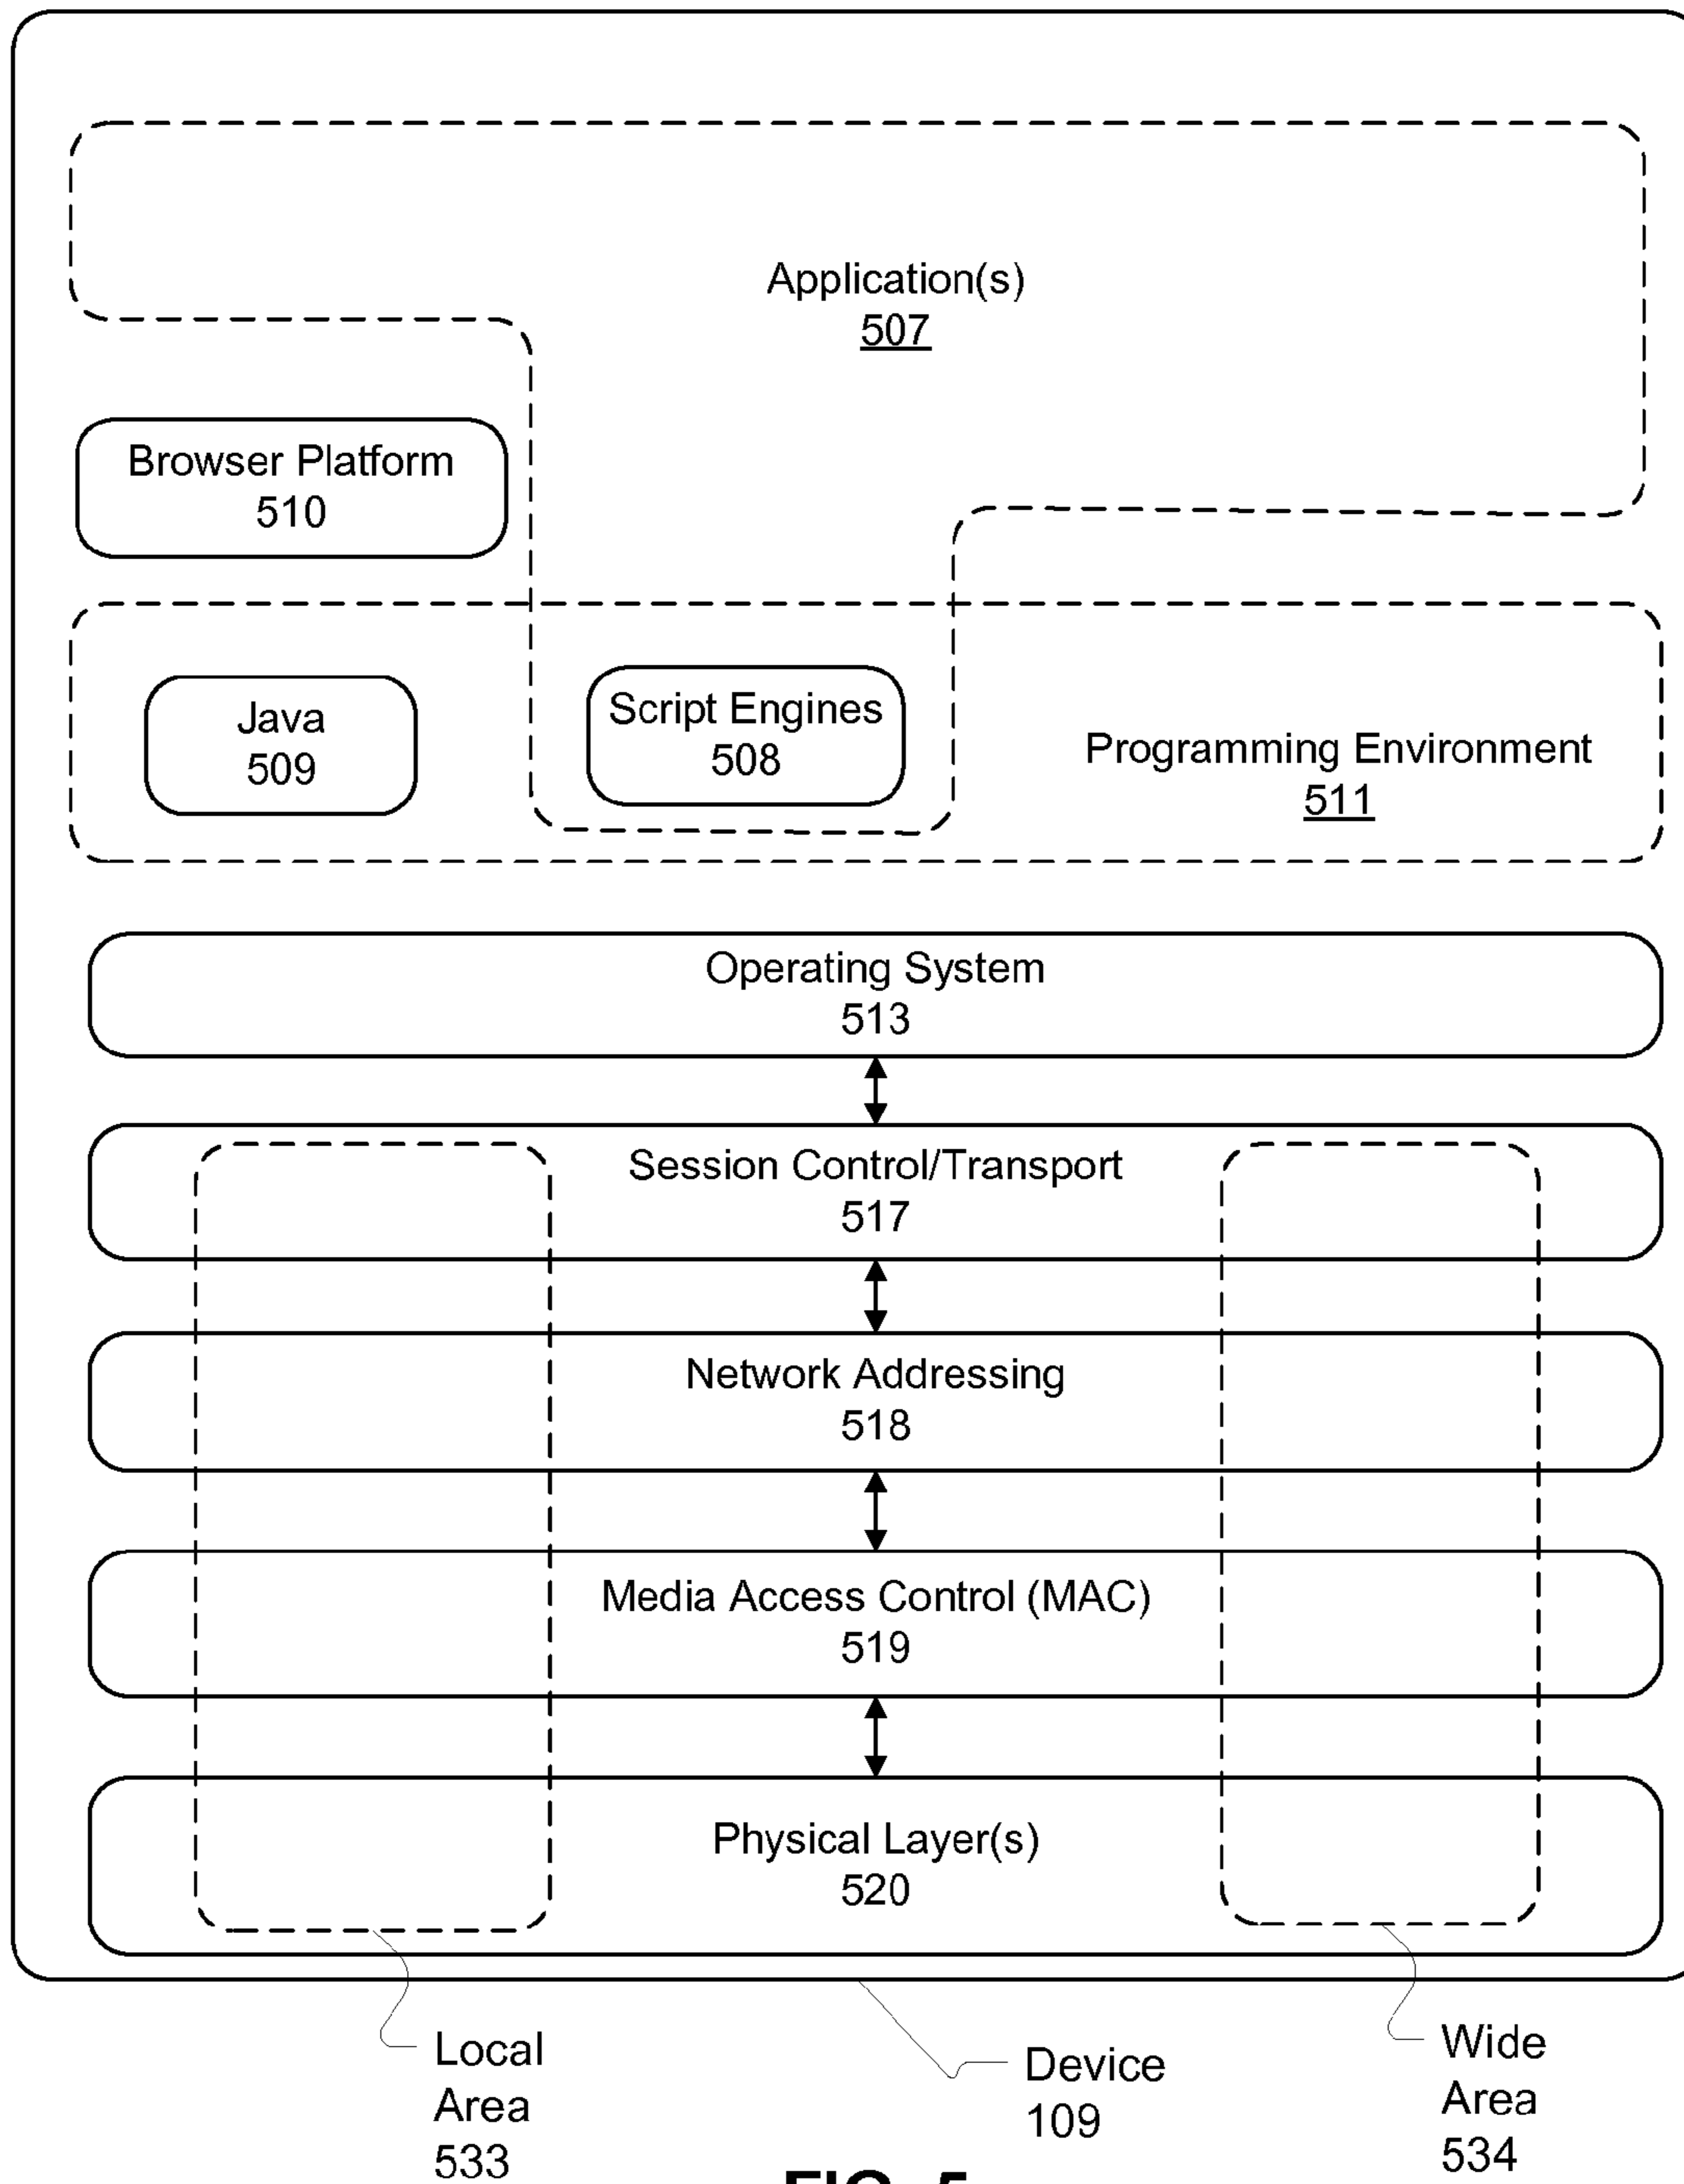 Application(s)
507
Browser Platform
510
Java
509
Script Engines
508
Programming Environment
511
Operating System
513
Session Control/Transport
517
Network Addressing
518
Media Access Control (MAC)
519
Physical Layer(s)
520
Local
Area
533
Device
109
Wide
Area
534
FIG. 5